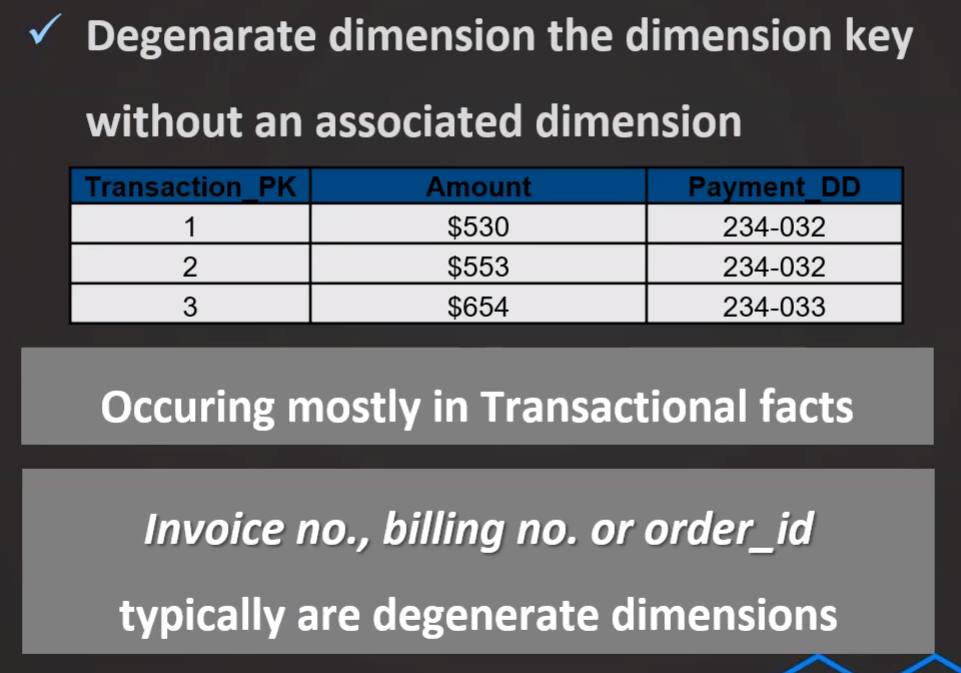 ✓ Degenarate dimension the dimension key
without an associated dimension
Transaction_PK Amount Payment_DD
1 $530 234-032
2 $553 234-032
3 $654 234-033
Occuring mostly in Transactional facts
Invoice no., billing no. or order_id
typically are degenerate dimensions